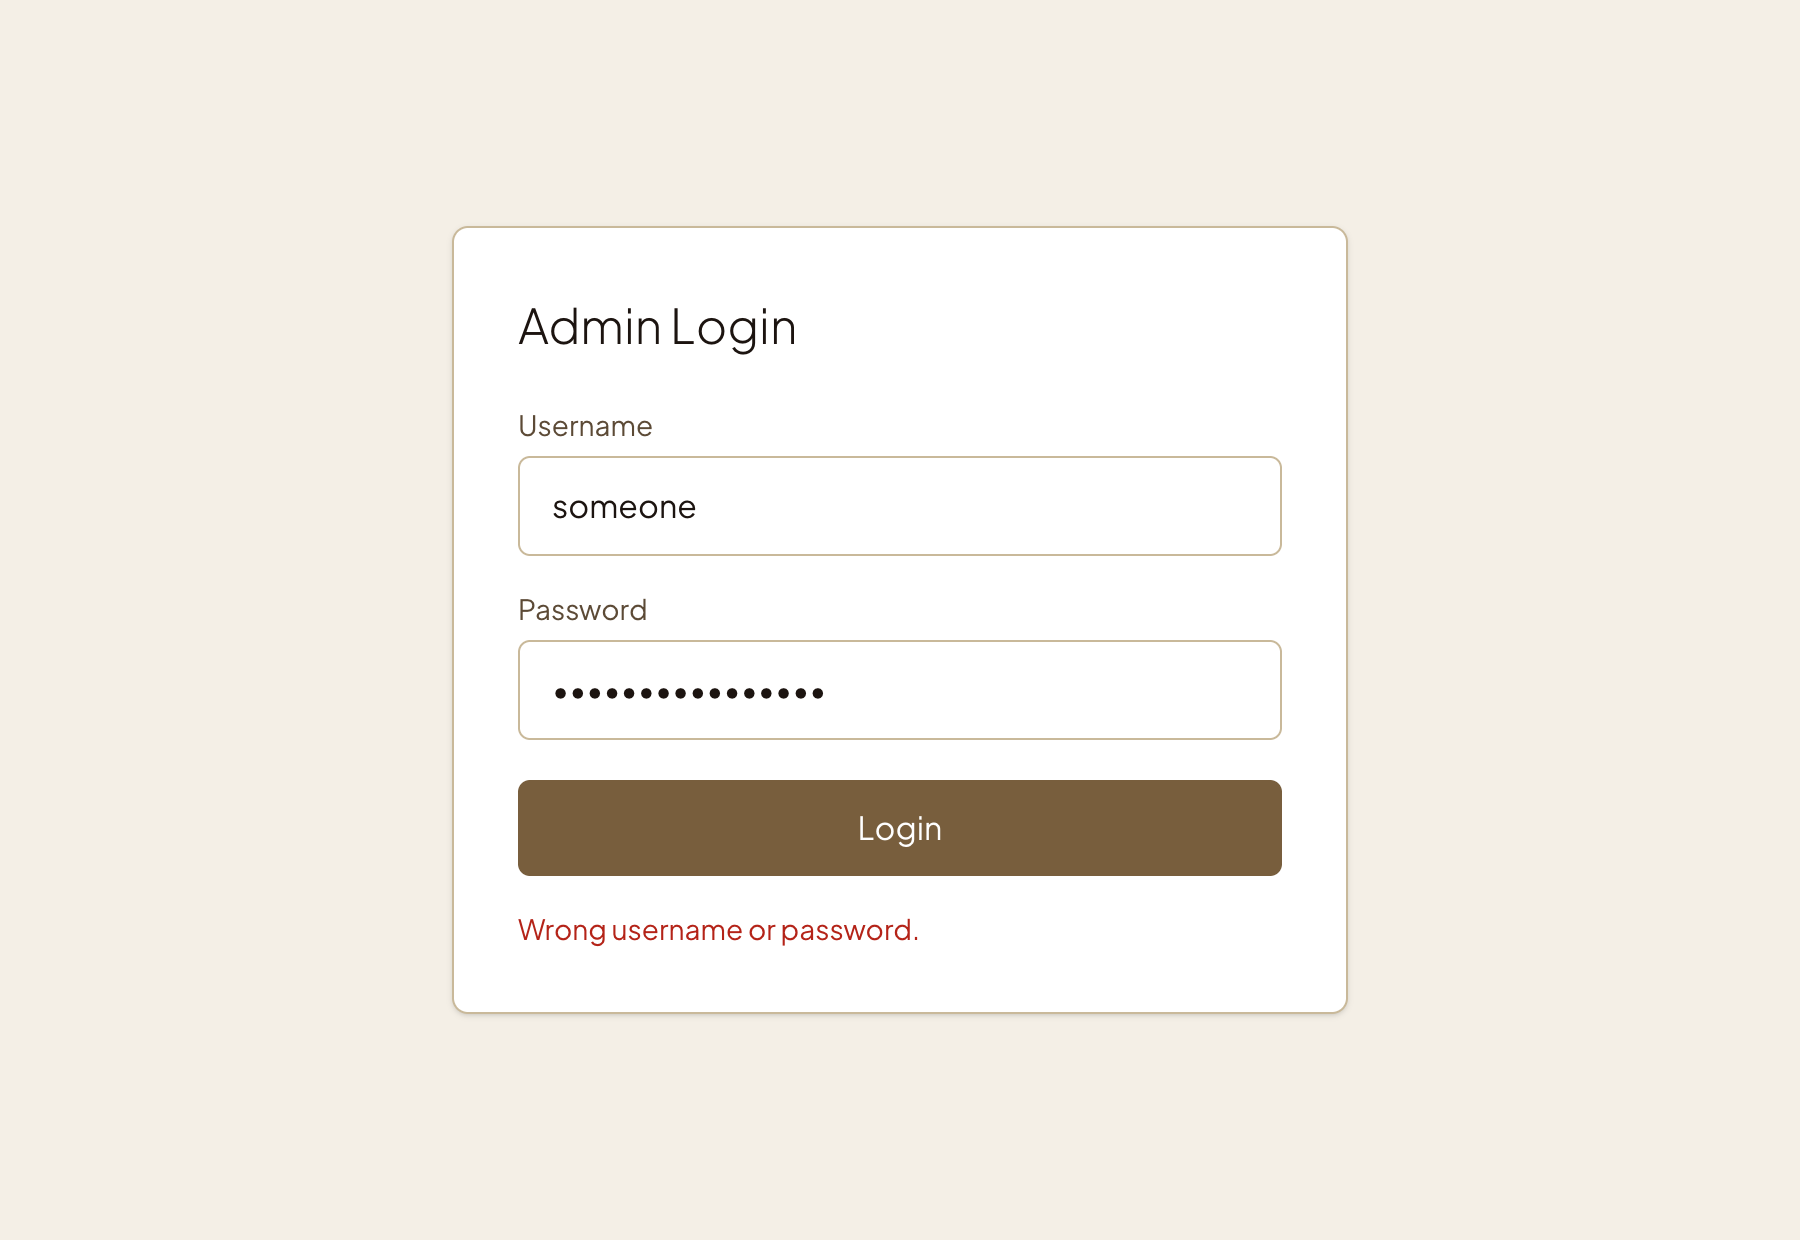 Admin Login
Username
someone
Password
••••••••••••••••
Login
Wrong username or password.